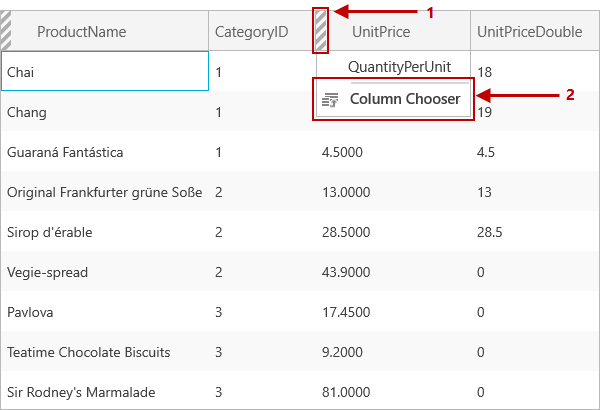 ProductName CategoryID UnitPrice UnitPriceDouble
1
Chai 1 QuantityPerUnit 18
Column Chooser
2
Chang 1 19
Guaraná Fantástica 1 4.5000 4.5
Original Frankfurter grüne Soße 2 13.0000 13
Sirop d'érable 2 28.5000 28.5
Vegie-spread 2 43.9000 0
Pavlova 3 17.4500 0
Teatime Chocolate Biscuits 3 9.2000 0
Sir Rodney's Marmalade 3 81.0000 0